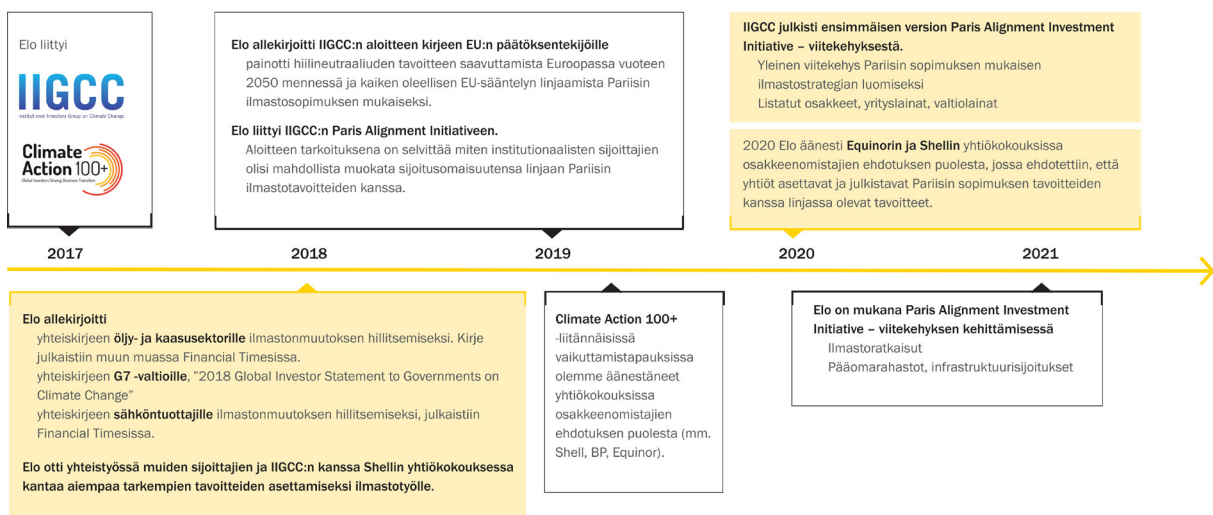 Elo liittyi
IIGCC
Institutional Investors Group on Climate Change
Climate
Action 100+
Global Investors Driving Business Transition
Elo allekirjoitti IIGCC:n aloitteen kirjeen EU:n päätöksentekijöille
painotti hiilineutraaliuden tavoitteen saavuttamista Euroopassa vuoteen
2050 mennessä ja kaiken oleellisen EU-sääntelyn linjaamista Pariisin
ilmastosopimuksen mukaiseksi.
Elo liittyi IIGCC:n Paris Alignment Initiativeen.
Aloitteen tarkoituksena on selvittää miten institutionaalisten sijoittajien
olisi mahdollista muokata sijoitusomaisuutensa linjaan Pariisin
ilmastotavoitteiden kanssa.
IIGCC julkisti ensimmäisen version Paris Alignment Investment
Initiative – viitekehyksestä.
Yleinen viitekehys Pariisin sopimuksen mukaisen
ilmastostrategian luomiseksi
Listatut osakkeet, yrityslainat, valtiolainat
2020 Elo äänesti Equinorin ja Shellin yhtiökokouksissa
osakkeenomistajien ehdotuksen puolesta, jossa ehdotettiin, että
yhtiöt asettavat ja julkistavat Pariisin sopimuksen tavoitteiden
kanssa linjassa olevat tavoitteet.
2017
2018
2019
2020
2021
Elo allekirjoitti
yhteiskirjeen öljy- ja kaasusektorille ilmastonmuutoksen hillitsemiseksi. Kirje
julkaistiin muun muassa Financial Timesissa.
yhteiskirjeen G7 -valtioille, ”2018 Global Investor Statement to Governments on
Climate Change”
yhteiskirjeen sähköntuottajille ilmastonmuutoksen hillitsemiseksi, julkaistiin
Financial Timesissa.
Elo otti yhteistyössä muiden sijoittajien ja IIGCC:n kanssa Shellin yhtiökokouksessa
kantaa aiempaa tarkempien tavoitteiden asettamiseksi ilmastotyölle.
Climate Action 100+
-liitännäisissä
vaikuttamistapauksissa
olemme äänestäneet
yhtiökokouksissa
osakkeenomistajien
ehdotuksen puolesta (mm.
Shell, BP, Equinor).
Elo on mukana Paris Alignment Investment
Initiative – viitekehyksen kehittämisessä
Ilmastoratkaisut
Pääomarahastot, infrastruktuurisijoitukset